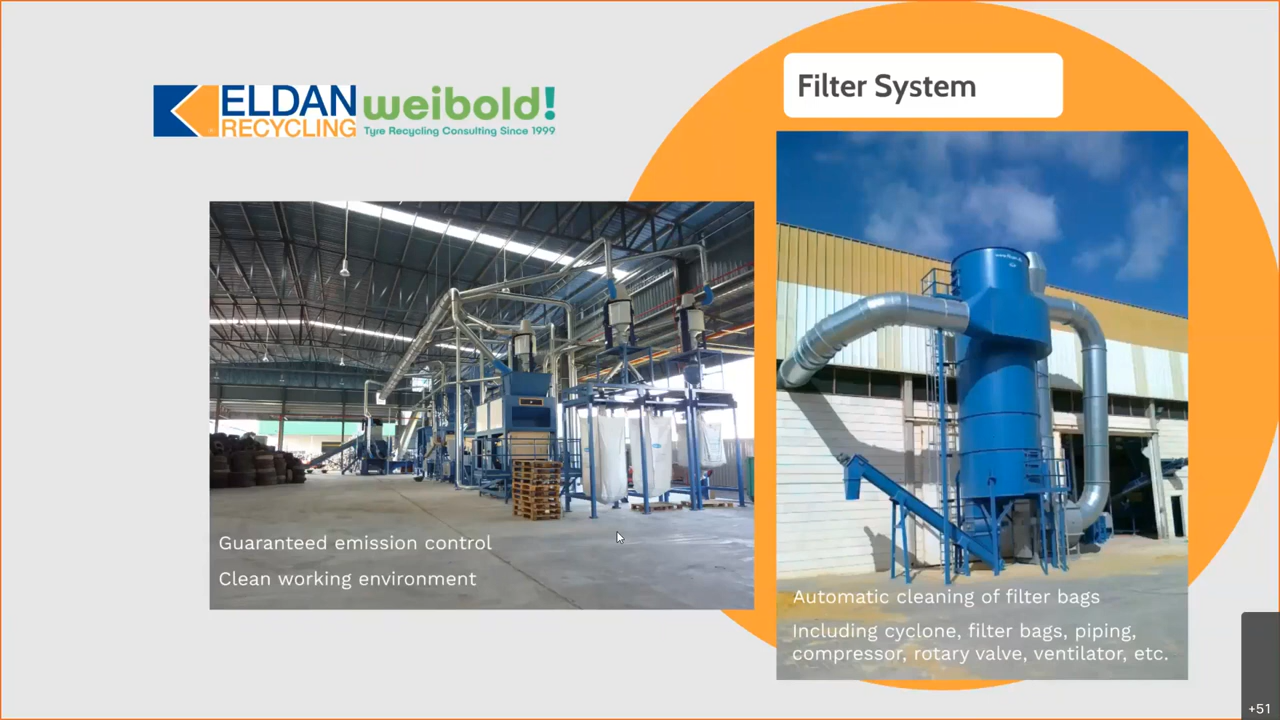 ELDAN
RECYCLING
weibold!
Tyre Recycling Consulting Since 1999
Filter System
Guaranteed emission control
Clean working environment
Automatic cleaning of filter bags
Including cyclone, filter bags, piping,
compressor, rotary valve, ventilator, etc.
+51